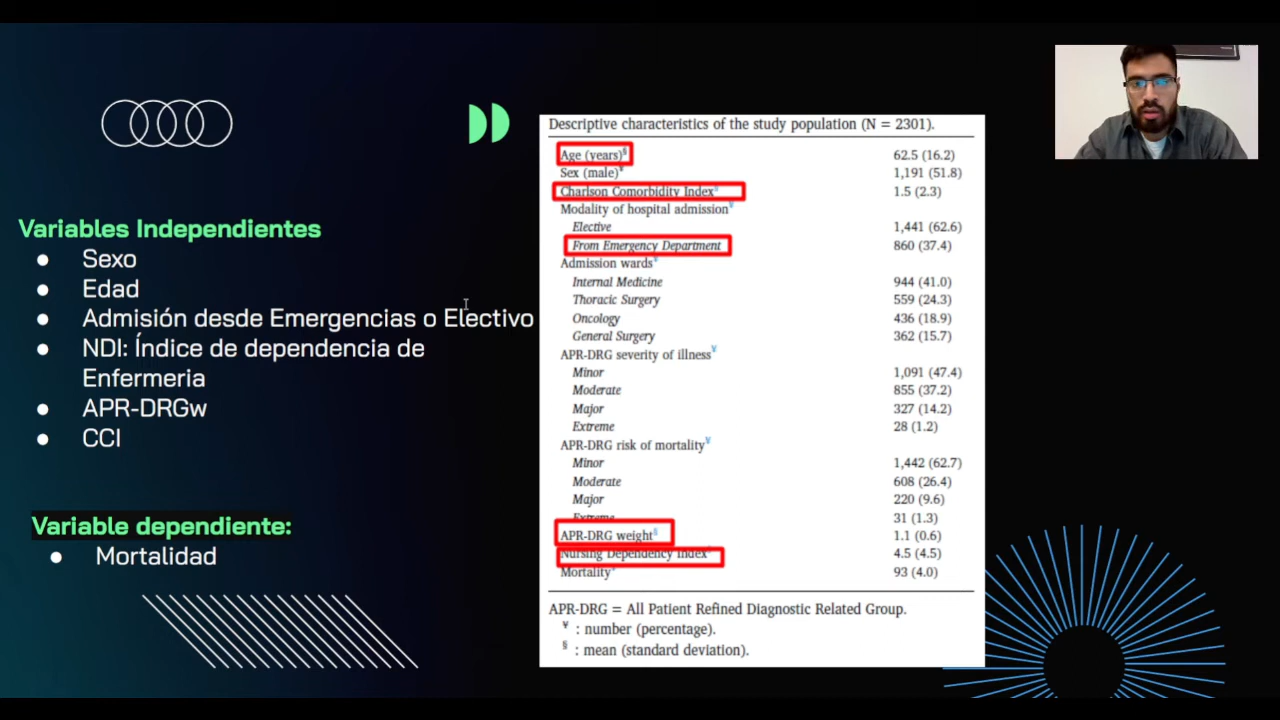 Variables Independientes
● Sexo
● Edad
● Admisión desde Emergencias o Electivo
● NDI: Índice de dependencia de
Enfermeria
● APR-DRGw
● CCI
Variable dependiente:
● Mortalidad
Descriptive characteristics of the study population (N = 2301).
Age (years)§ 62.5 (16.2)
Sex (male)¥ 1,191 (51.8)
Charlson Comorbidity Index§ 1.5 (2.3)
Modality of hospital admission¥
Elective 1,441 (62.6)
From Emergency Department 860 (37.4)
Admission wards¥
Internal Medicine 944 (41.0)
Thoracic Surgery 559 (24.3)
Oncology 436 (18.9)
General Surgery 362 (15.7)
APR-DRG severity of illness¥
Minor 1,091 (47.4)
Moderate 855 (37.2)
Major 327 (14.2)
Extreme 28 (1.2)
APR-DRG risk of mortality¥
Minor 1,442 (62.7)
Moderate 608 (26.4)
Major 220 (9.6)
Extreme 31 (1.3)
APR-DRG weight§ 1.1 (0.6)
Nursing Dependency Index§ 4.5 (4.5)
Mortality¥ 93 (4.0)
APR-DRG = All Patient Refined Diagnostic Related Group.
¥ : number (percentage).
§ : mean (standard deviation).